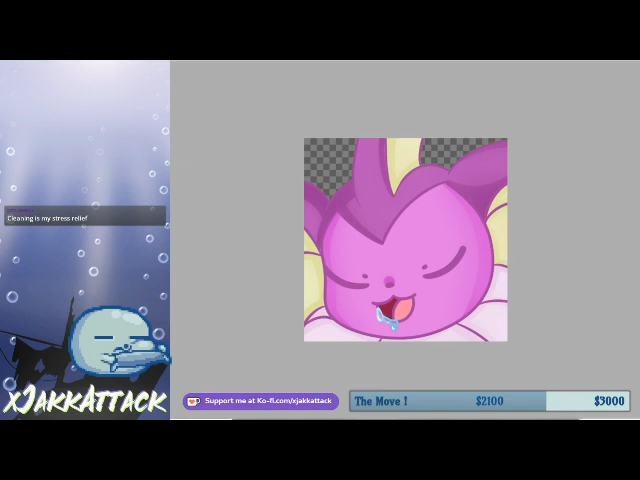 Cleaning is my stress relief
xJakkAttack
Support me at Ko-fi.com/xjakkattack
The Move ! $2100 $3000